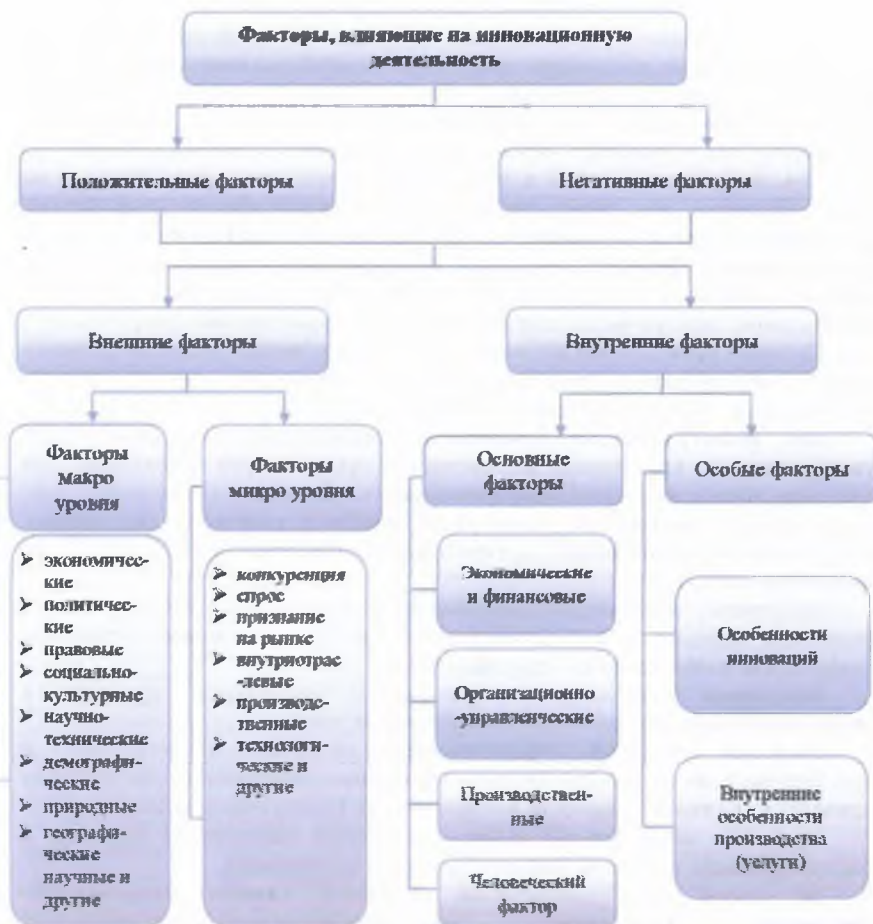 Факторы, влияющие на инновационную
деятельность
Положительные факторы
Негативные факторы
Внешние факторы
Внутренние факторы
Факторы
макро
уровня
Факторы
микро уровня
Основные
факторы
Особые факторы
➢ экономичес-
кие
➢ политичес-
кие
➢ правовые
➢ социально-
культурные
➢ научно-
технические
➢ демографи-
ческие
➢ природные
➢ географи-
ческие
научные и
другие
➢ конкуренция
➢ спрос
➢ признание
на рынке
➢ внутриотрас
-левые
➢ производс-
твенные
➢ технологи-
ческие и
другие
Экономические
и финансовые
Организационно
-управленческие
Производствен-
ные
Человеческий
фактор
Особенности
инноваций
Внутренние
особенности
производства
(услуги)